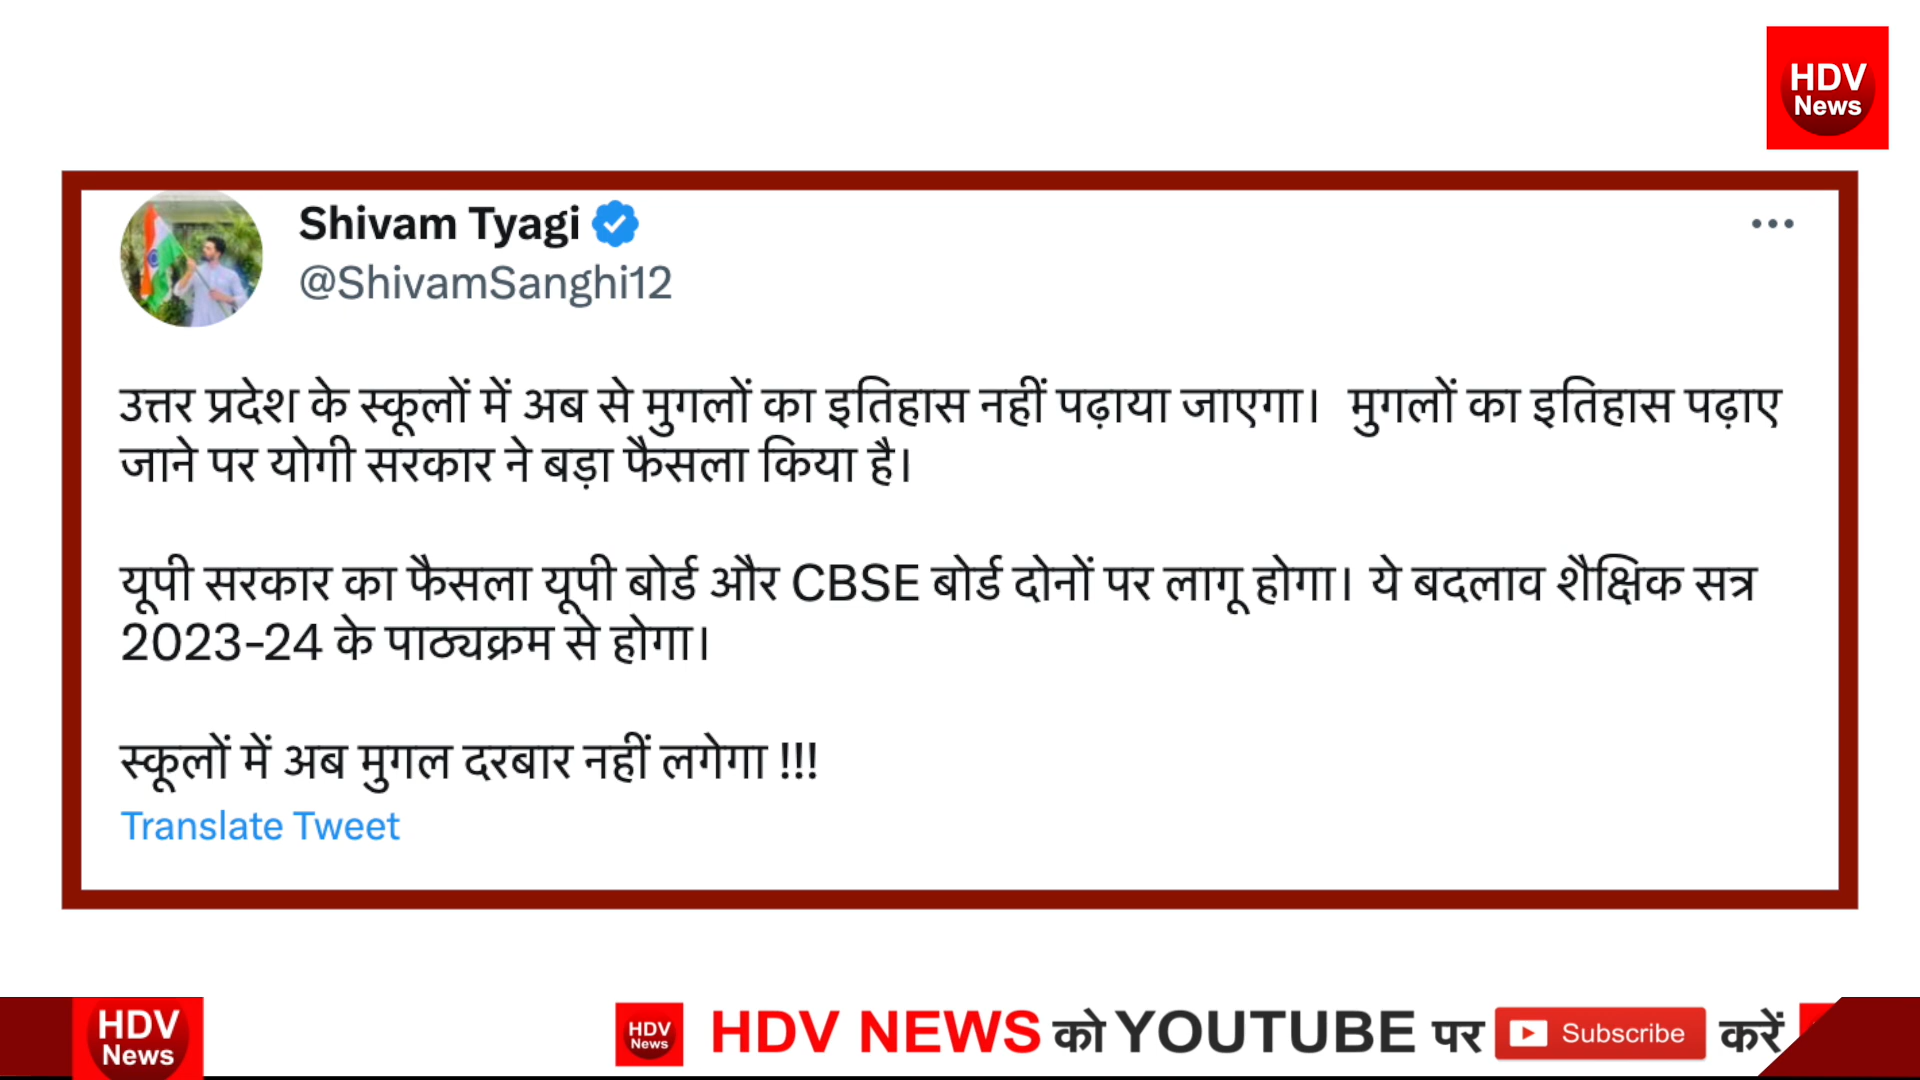 HDV
News
Shivam Tyagi
@ShivamSanghi12
उत्तर प्रदेश के स्कूलों में अब से मुगलों का इतिहास नहीं पढ़ाया जाएगा। मुगलों का इतिहास पढ़ाए
जाने पर योगी सरकार ने बड़ा फैसला किया है।
यूपी सरकार का फैसला यूपी बोर्ड और CBSE बोर्ड दोनों पर लागू होगा। ये बदलाव शैक्षिक सत्र
2023-24 के पाठ्यक्रम से होगा।
स्कूलों में अब मुगल दरबार नहीं लगेगा !!!
Translate Tweet
HDV
News
HDV
News
HDV NEWS को YOUTUBE पर Subscribe करें